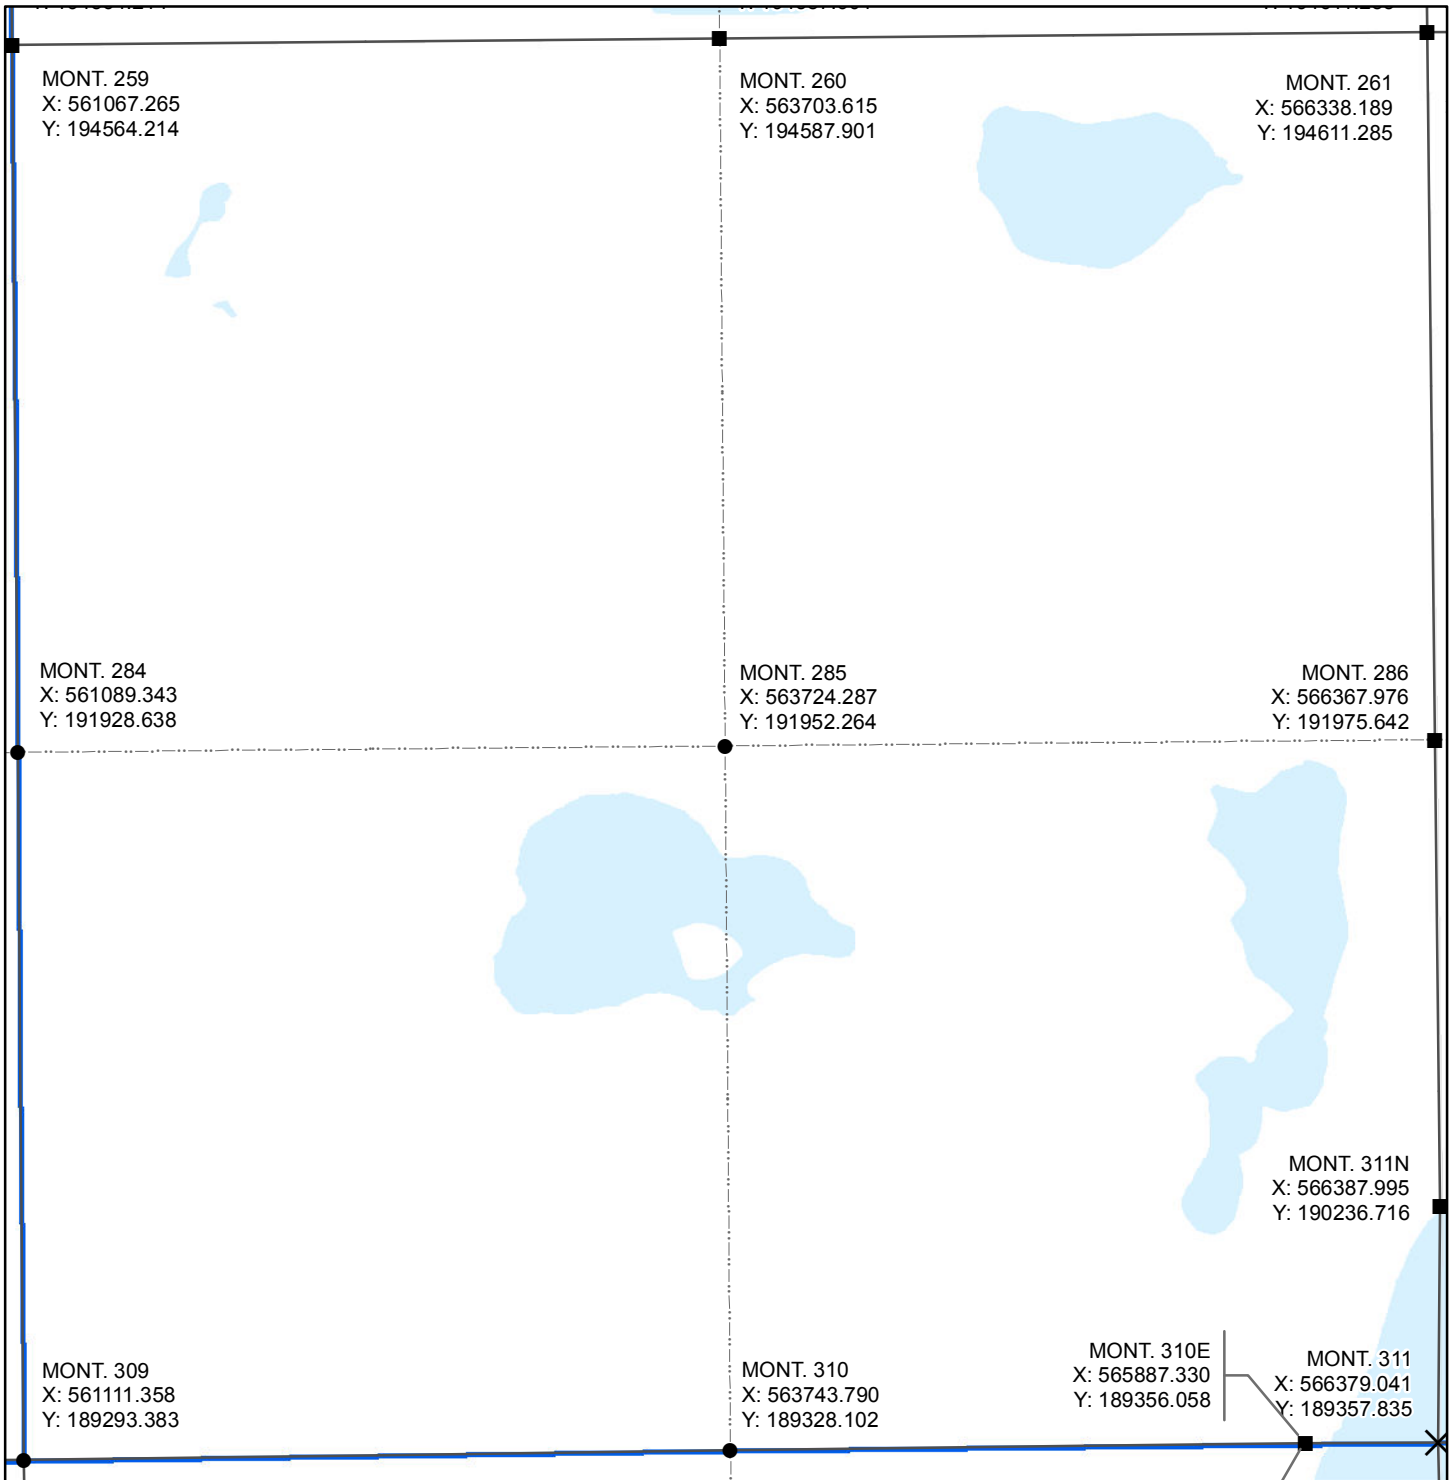 MONT. 259
X: 561067.265
Y: 194564.214
MONT. 260
X: 563703.615
Y: 194587.901
MONT. 261
X: 566338.189
Y: 194611.285
MONT. 284
X: 561089.343
Y: 191928.638
MONT. 285
X: 563724.287
Y: 191952.264
MONT. 286
X: 566367.976
Y: 191975.642
MONT. 311N
X: 566387.995
Y: 190236.716
MONT. 309
X: 561111.358
Y: 189293.383
MONT. 310
X: 563743.790
Y: 189328.102
MONT. 310E
X: 565887.330
Y: 189356.058
MONT. 311
X: 566379.041
Y: 189357.835